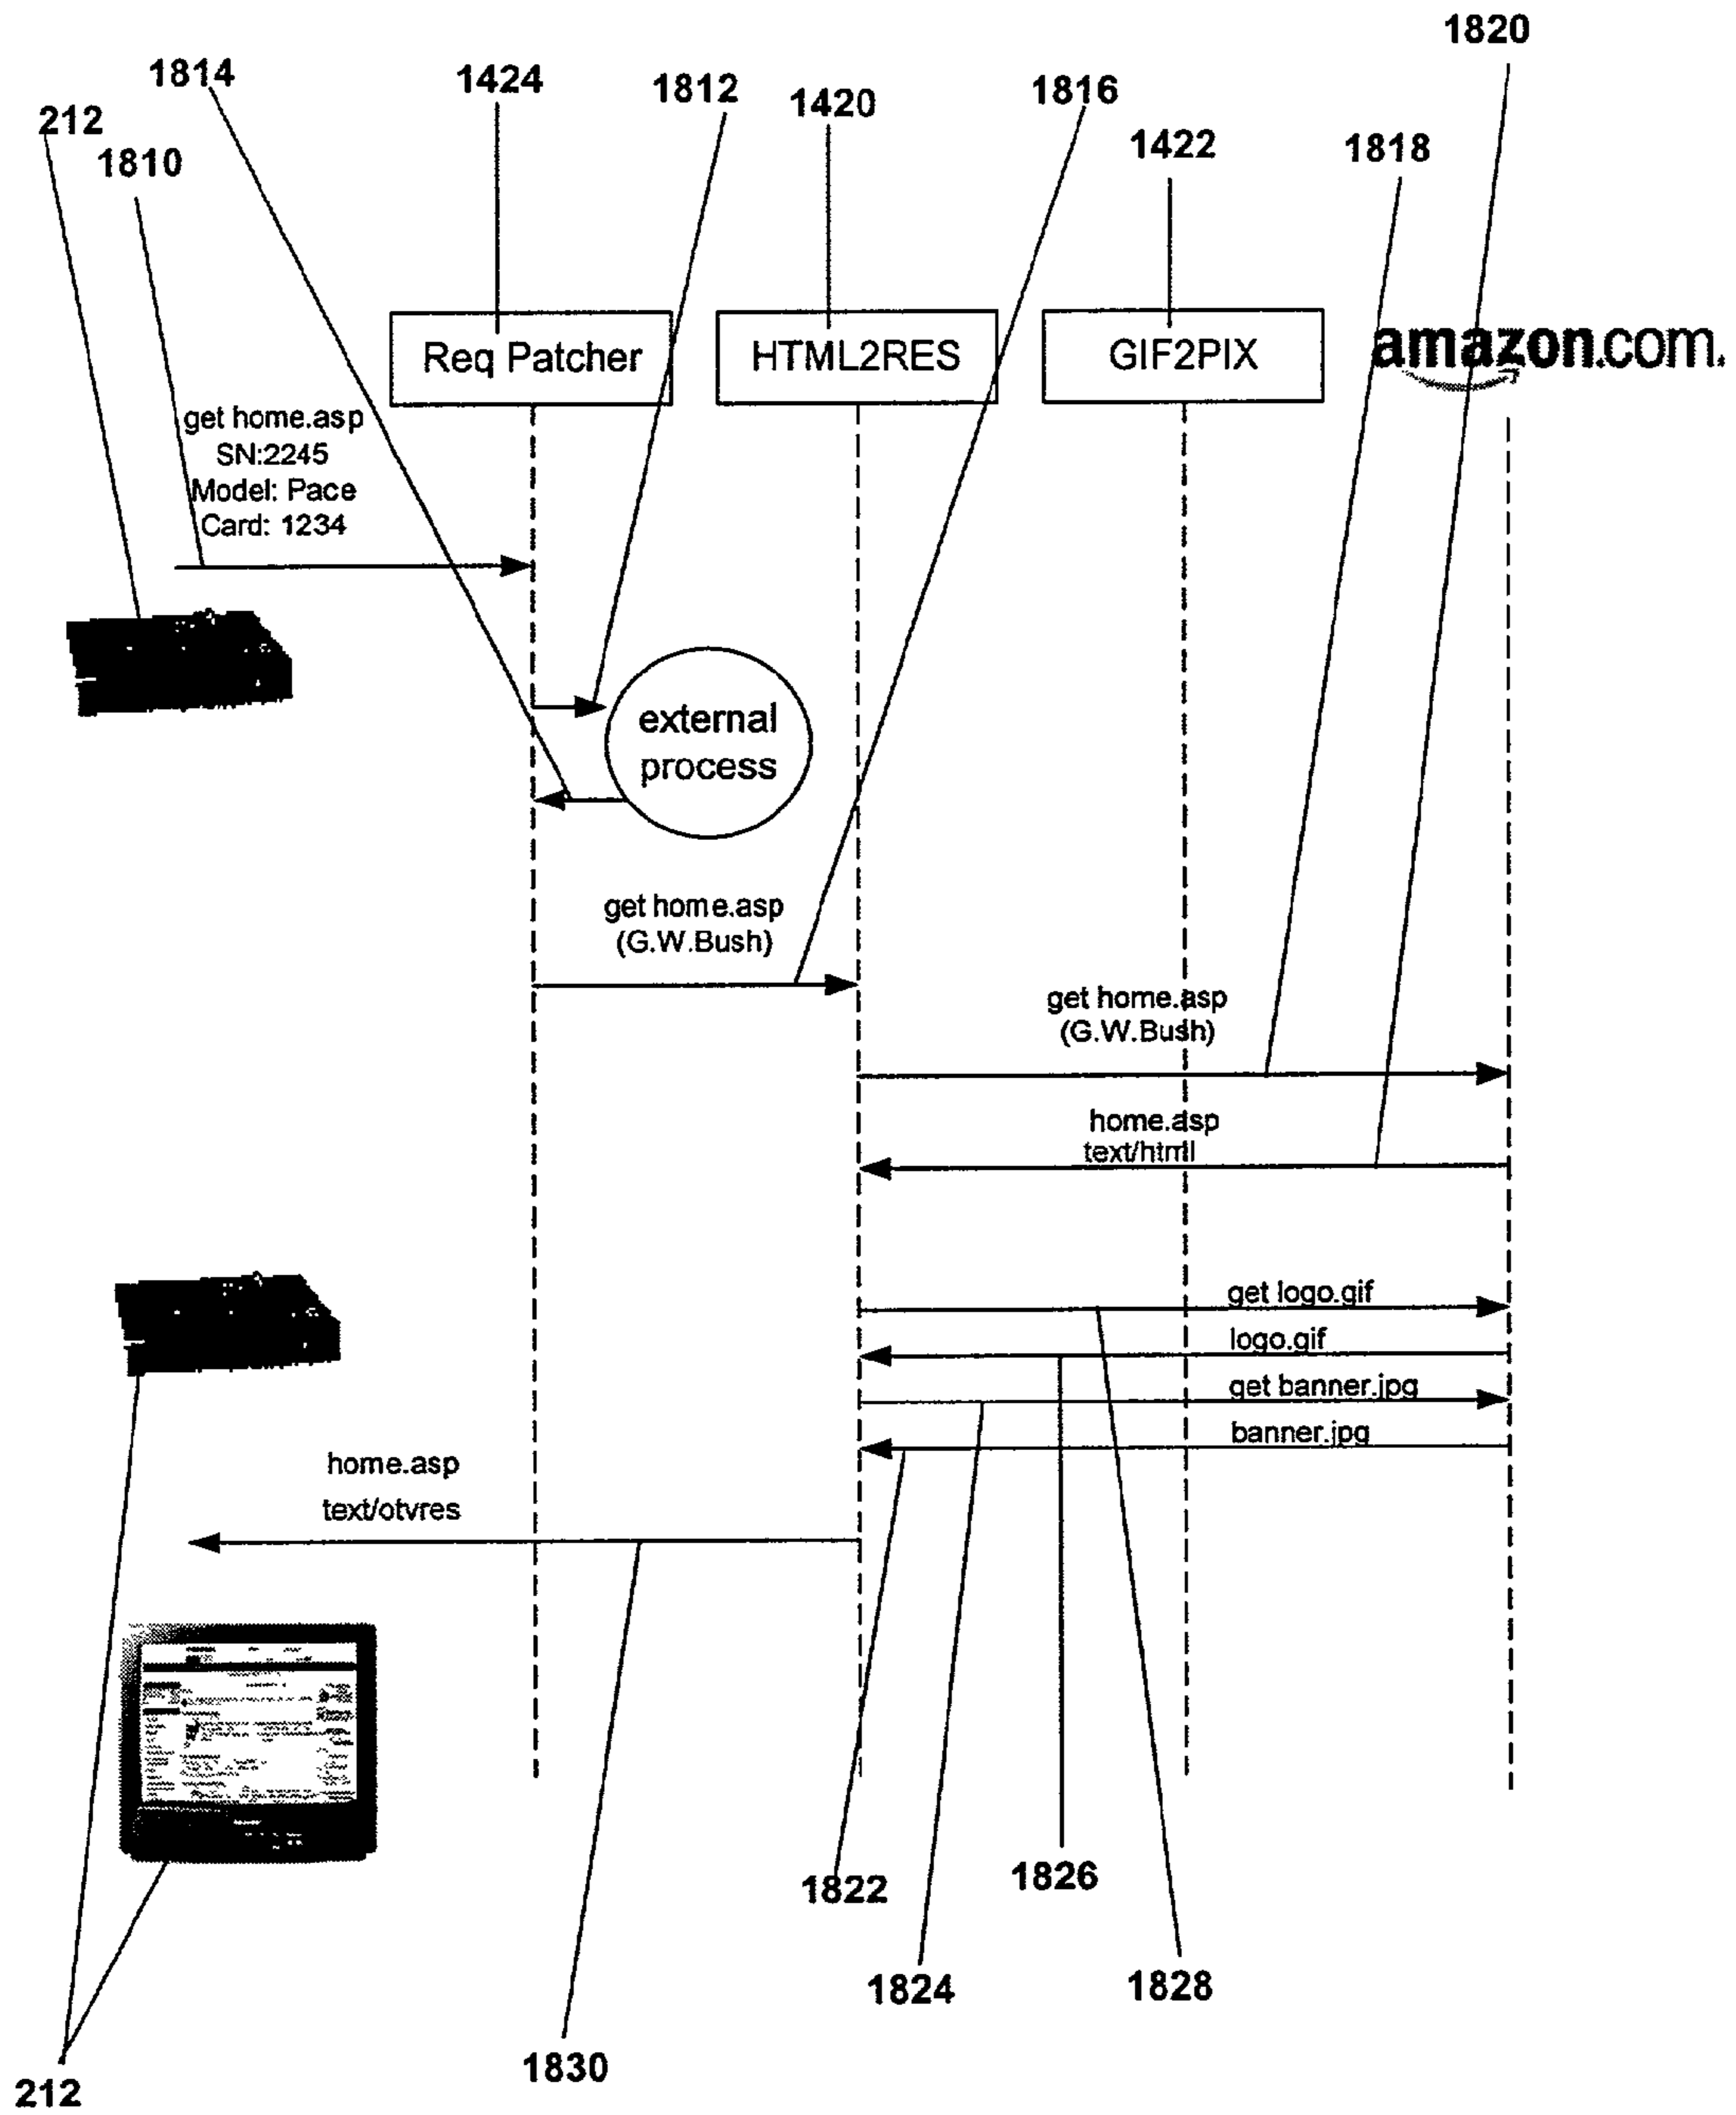 1820
1814
1424
1812
1420
1816
212
1810
1422
1818
Req Patcher
HTML2RES
GIF2PIX
amazon.com.
get home.asp
SN:2245
Model: Pace
Card: 1234
external
process
get home.asp
(G.W.Bush)
get home.asp
(G.W.Bush)
home.asp
text/html
get logo.gif
logo.gif
get banner.jpg
banner.jpg
home.asp
text/otvres
1822
1826
1824
1828
1830
212